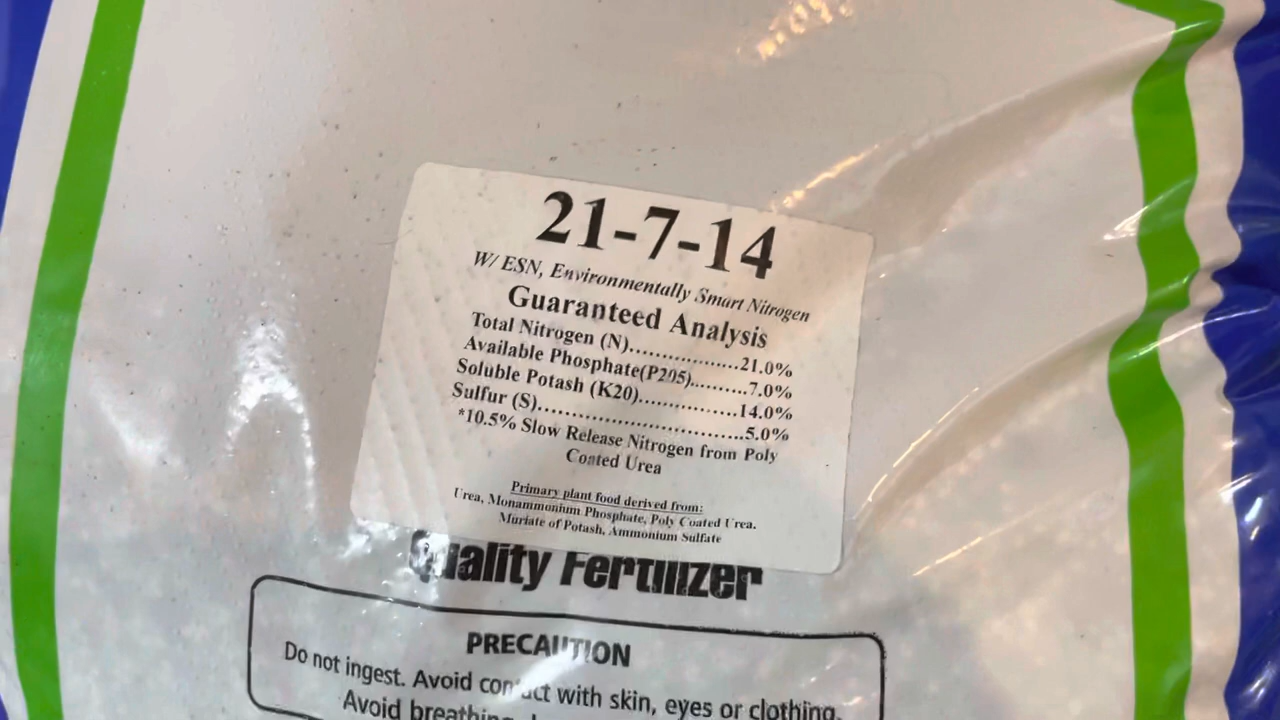 21-7-14
W/ ESN, Environmentally Smart Nitrogen
Guaranteed Analysis
Total Nitrogen (N)..................21.0%
Available Phosphate(P205)..........7.0%
Soluble Potash (K20)................14.0%
Sulfur (S)..................................5.0%
*10.5% Slow Release Nitrogen from Poly
Coated Urea
Primary plant food derived from:
Urea, Monammonium Phosphate, Poly Coated Urea.
Muriate of Potash, Ammonium Sulfate
Quality Fertilizer
PRECAUTION
Do not ingest. Avoid contact with skin, eyes or clothing.
Avoid breathing